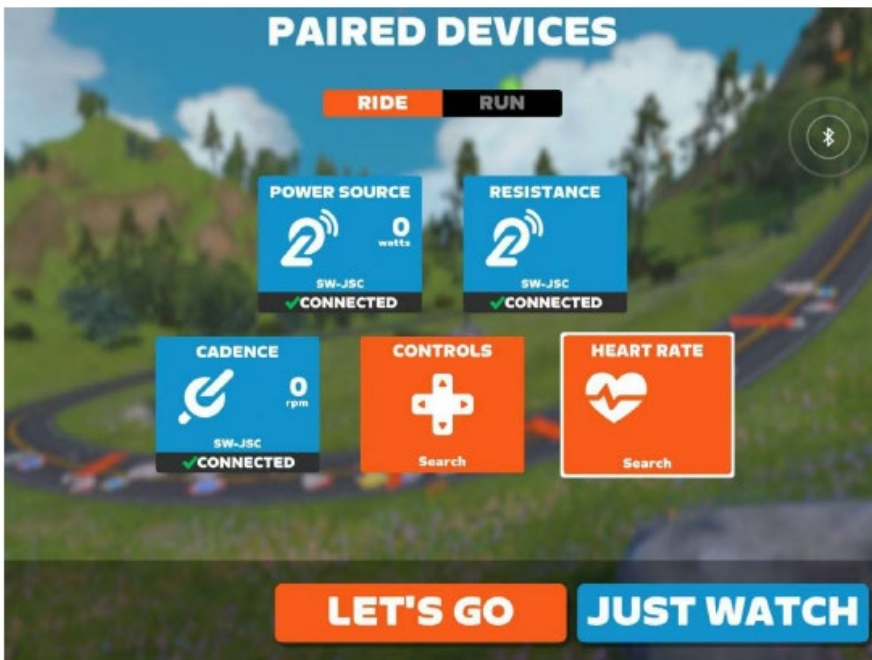 PAIRED DEVICES
RIDE RUN
POWER SOURCE
0
watts
SW-JSC
CONNECTED
RESISTANCE
SW-JSC
CONNECTED
CADENCE
0
rpm
SW-JSC
CONNECTED
CONTROLS
Search
HEART RATE
Search
LET'S GO
JUST WATCH